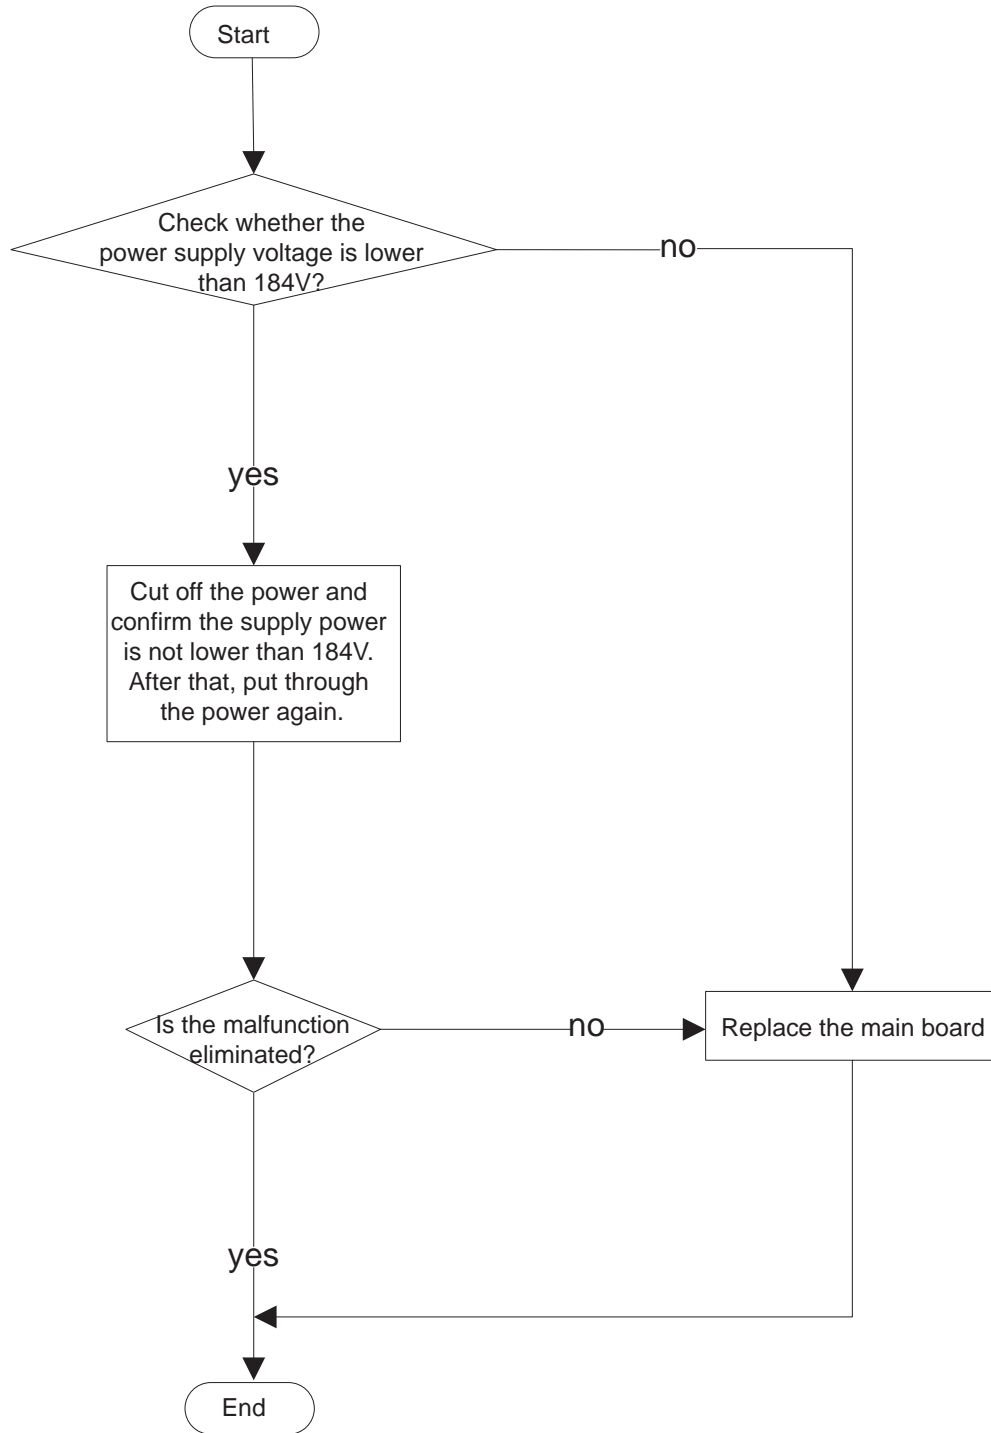 Start
Check whether the
power supply voltage is lower
than 184V?
no
yes
Cut off the power and
confirm the supply power
is not lower than 184V.
After that, put through
the power again.
Is the malfunction
eliminated?
no
Replace the main board
yes
End